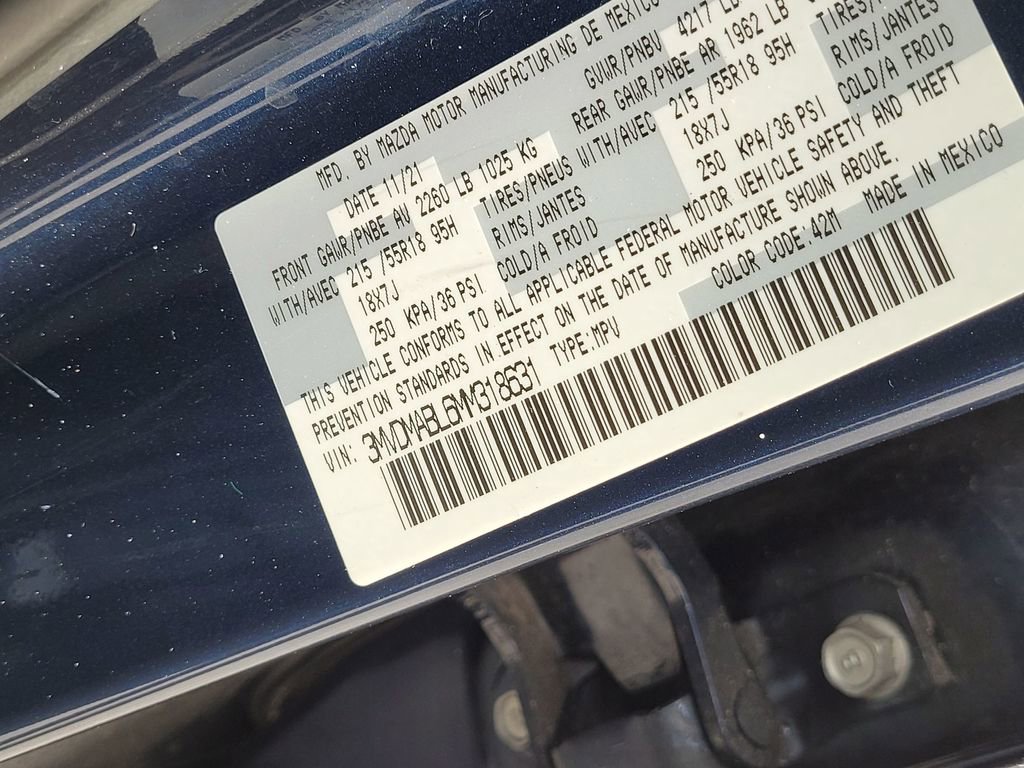 MFD. BY MAZDA MOTOR MANUFACTURING DE MEXICO
DATE 11/21 GVWR/PNBV 4217 LB
FRONT GAWR/PNBE AV 2260 LB 1025 KG REAR GAWR/PNBE AR 1962 LB
WITH/AVEC 215 /55R18 95H TIRES/PNEUS WITH/AVEC 215 /55R18 95H TIRES/
18X7J RIMS/JANTES 18X7J RIMS/JANTES
250 KPA/36 PSI COLD/A FROID 250 KPA/36 PSI COLD/A FROID
THIS VEHICLE CONFORMS TO ALL APPLICABLE FEDERAL MOTOR VEHICLE SAFETY AND THEFT
PREVENTION STANDARDS IN EFFECT ON THE DATE OF MANUFACTURE SHOWN ABOVE.
VIN: 3MVDMABL6MM318631 TYPE:MPV COLOR CODE:42M MADE IN MEXICO